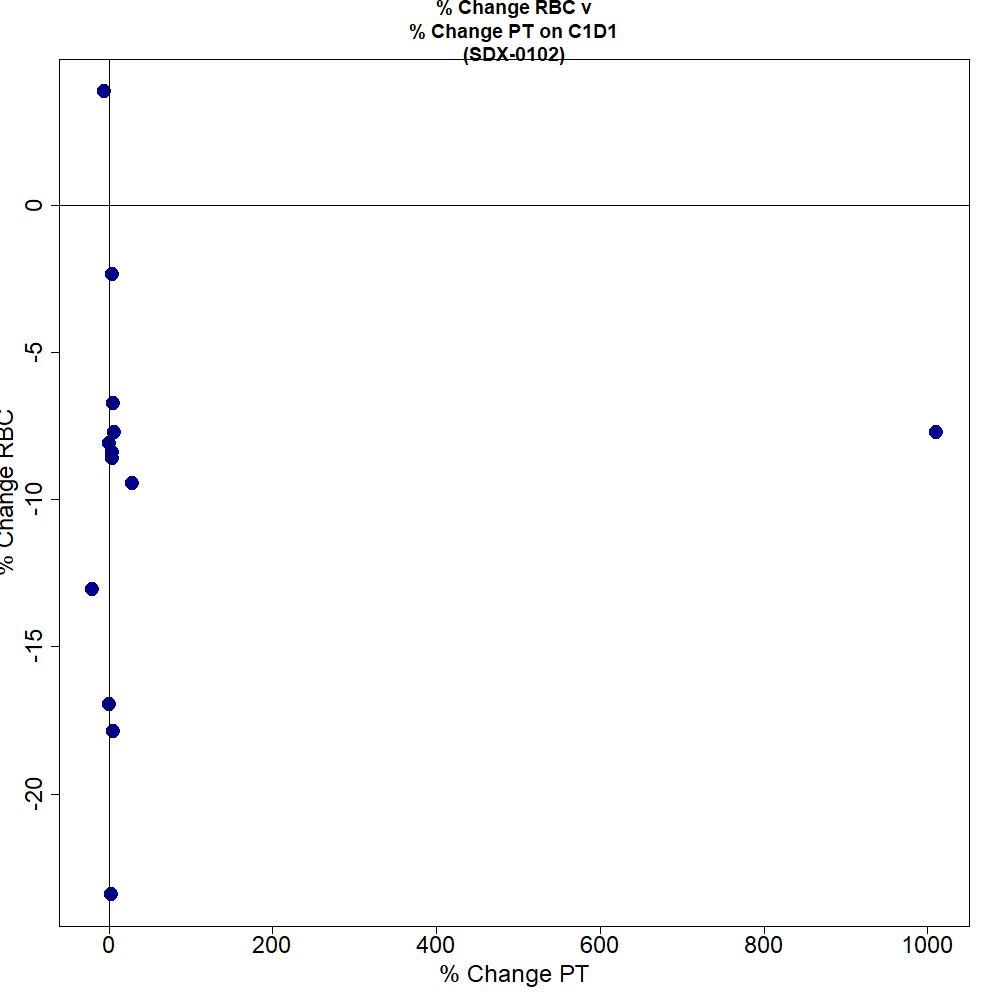 % Change RBC v
% Change PT on C1D1
(SDX-0102)
0
-5
-10
-15
-20
% Change RBC
0
200
400
600
800
1000
% Change PT